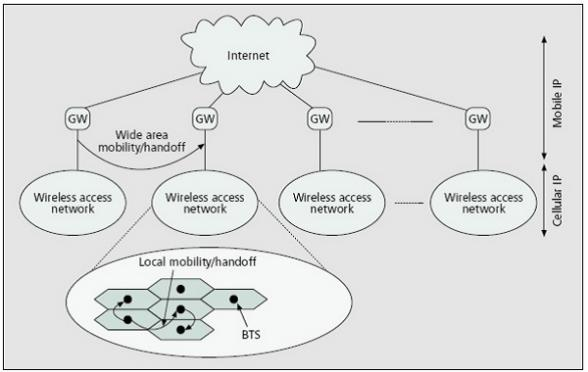 Internet
GW
GW
GW
GW
Wide area
mobility/handoff
Mobile IP
Wireless access
network
Wireless access
network
Wireless access
network
Wireless access
network
Cellular IP
Local mobility/handoff
BTS